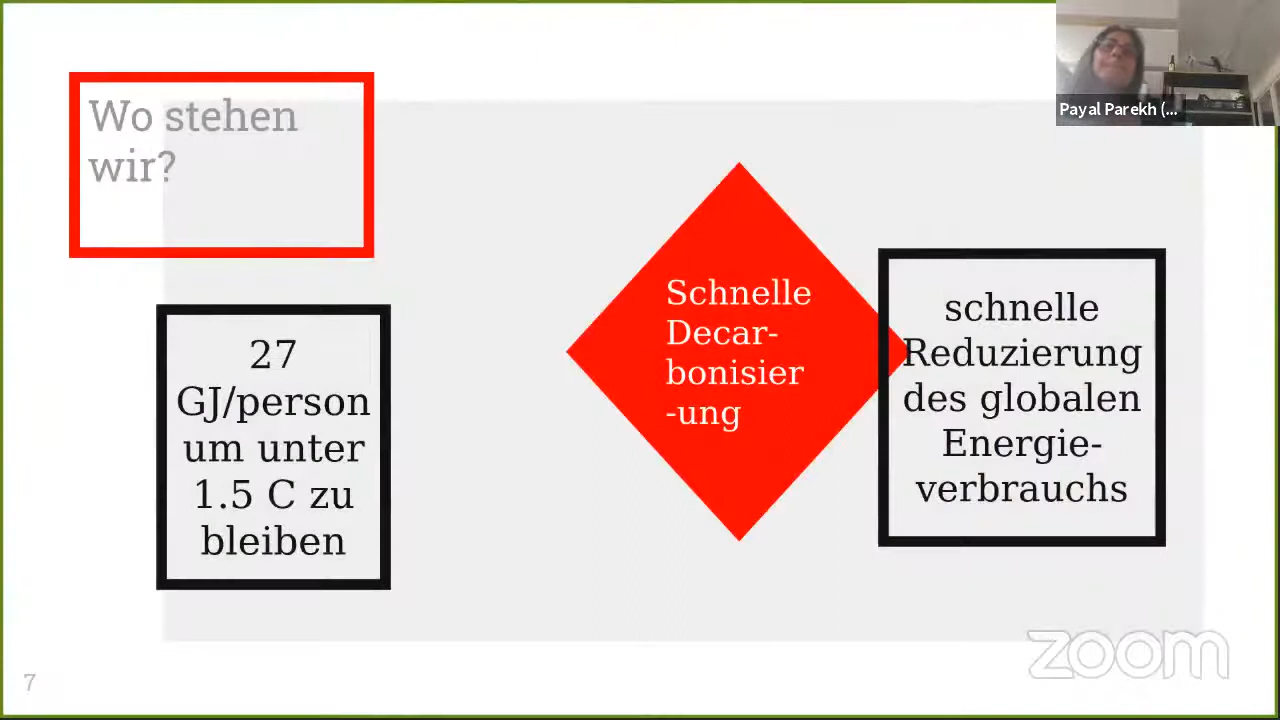 Payal Parekh (...
Wo stehen
wir?
27
GJ/person
um unter
1.5 C zu
bleiben
Schnelle
Decar-
bonisier
-ung
schnelle
Reduzierung
des globalen
Energie-
verbrauchs
zoom
7